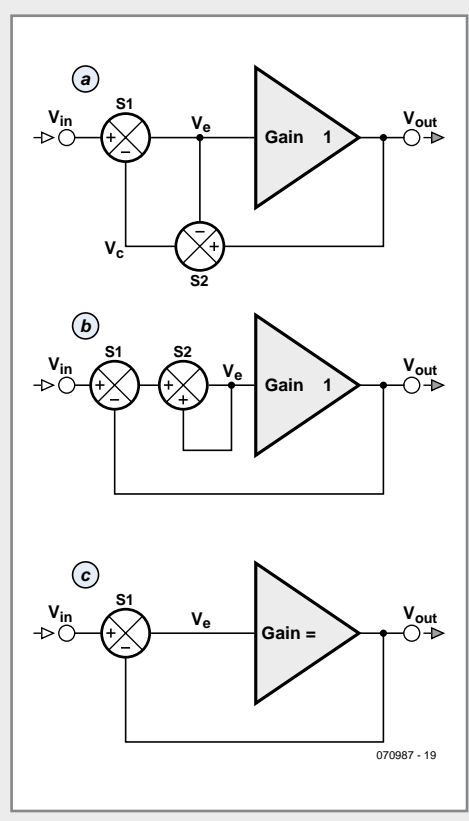 a
S1
Vin
Ve
Vout
+
−
Gain 1
Vc
−
+
S2
b
Vin
S1
S2
Ve
Vout
+
−
+
+
Gain 1
c
S1
Vin
Ve
Vout
+
−
Gain =
070987 - 19